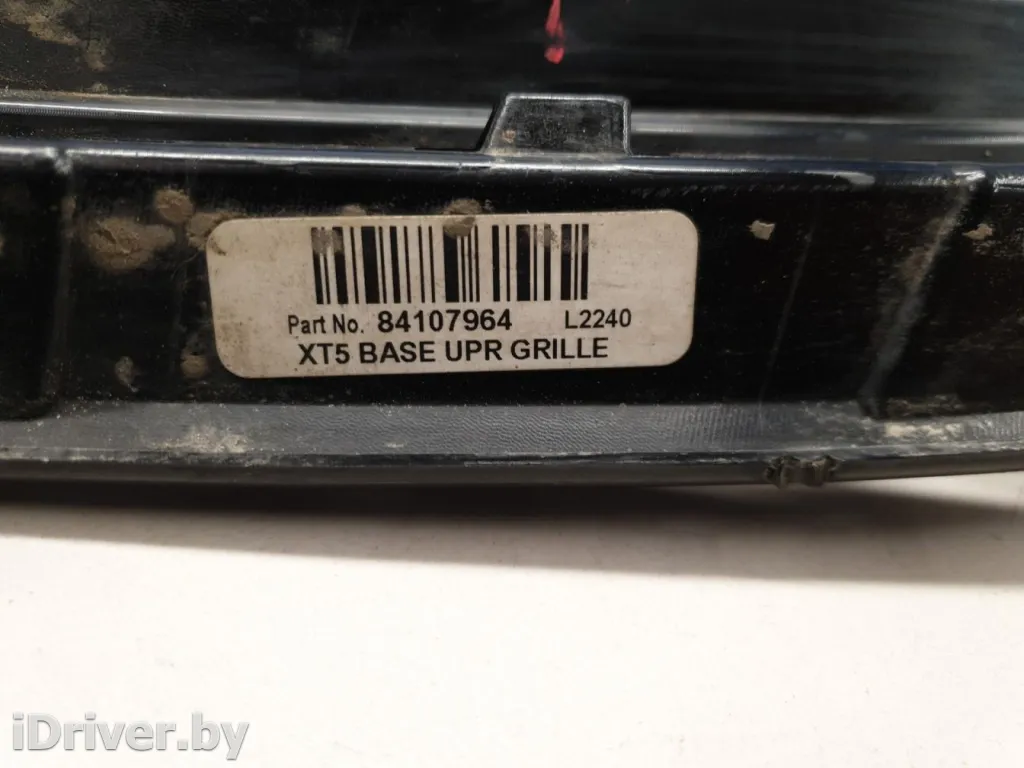 Part No. 84107964 L2240
XT5 BASE UPR GRILLE
iDriver.by